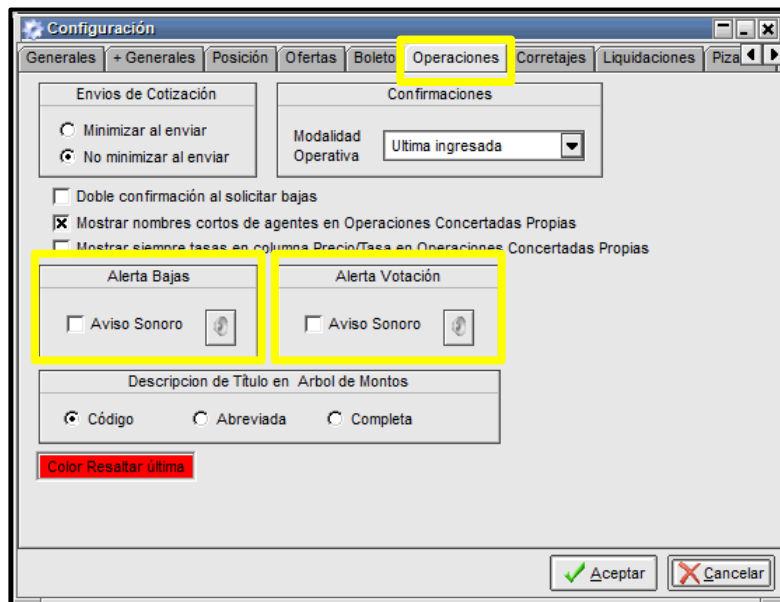 Configuración
Generales + Generales Posición Ofertas Boleto Operaciones Corretajes Liquidaciones Piza
Envios de Cotización
Minimizar al enviar
No minimizar al enviar
Confirmaciones
Modalidad
Operativa
Ultima ingresada
Doble confirmación al solicitar bajas
Mostrar nombres cortos de agentes en Operaciones Concertadas Propias
Mostrar siempre tasas en columna Precio/Tasa en Operaciones Concertadas Propias
Alerta Bajas
Aviso Sonoro
Alerta Votación
Aviso Sonoro
Descripcion de Título en Arbol de Montos
Código Abreviada Completa
Color Resaltar última
Aceptar Cancelar